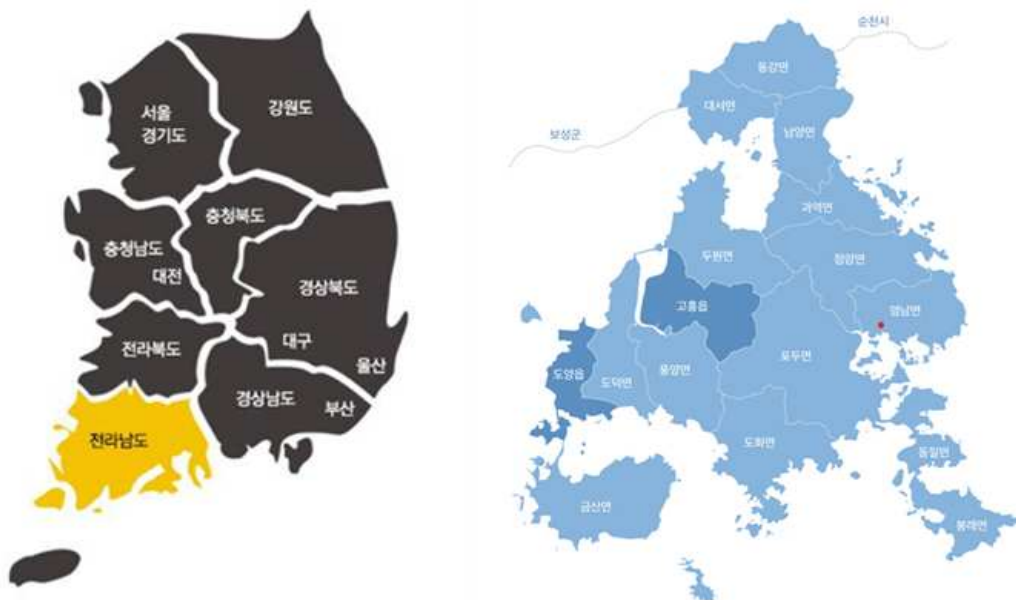 서울
경기도
강원도
충청북도
충청남도
대전
경상북도
대구
울산
전라북도
경상남도
부산
전라남도
순천시
보성군
동강면
대서면
남양면
과역면
두원면
점암면
고흥읍
영남면
포두면
도양읍
도덕면
풍양면
도화면
동일면
금산면
봉래면